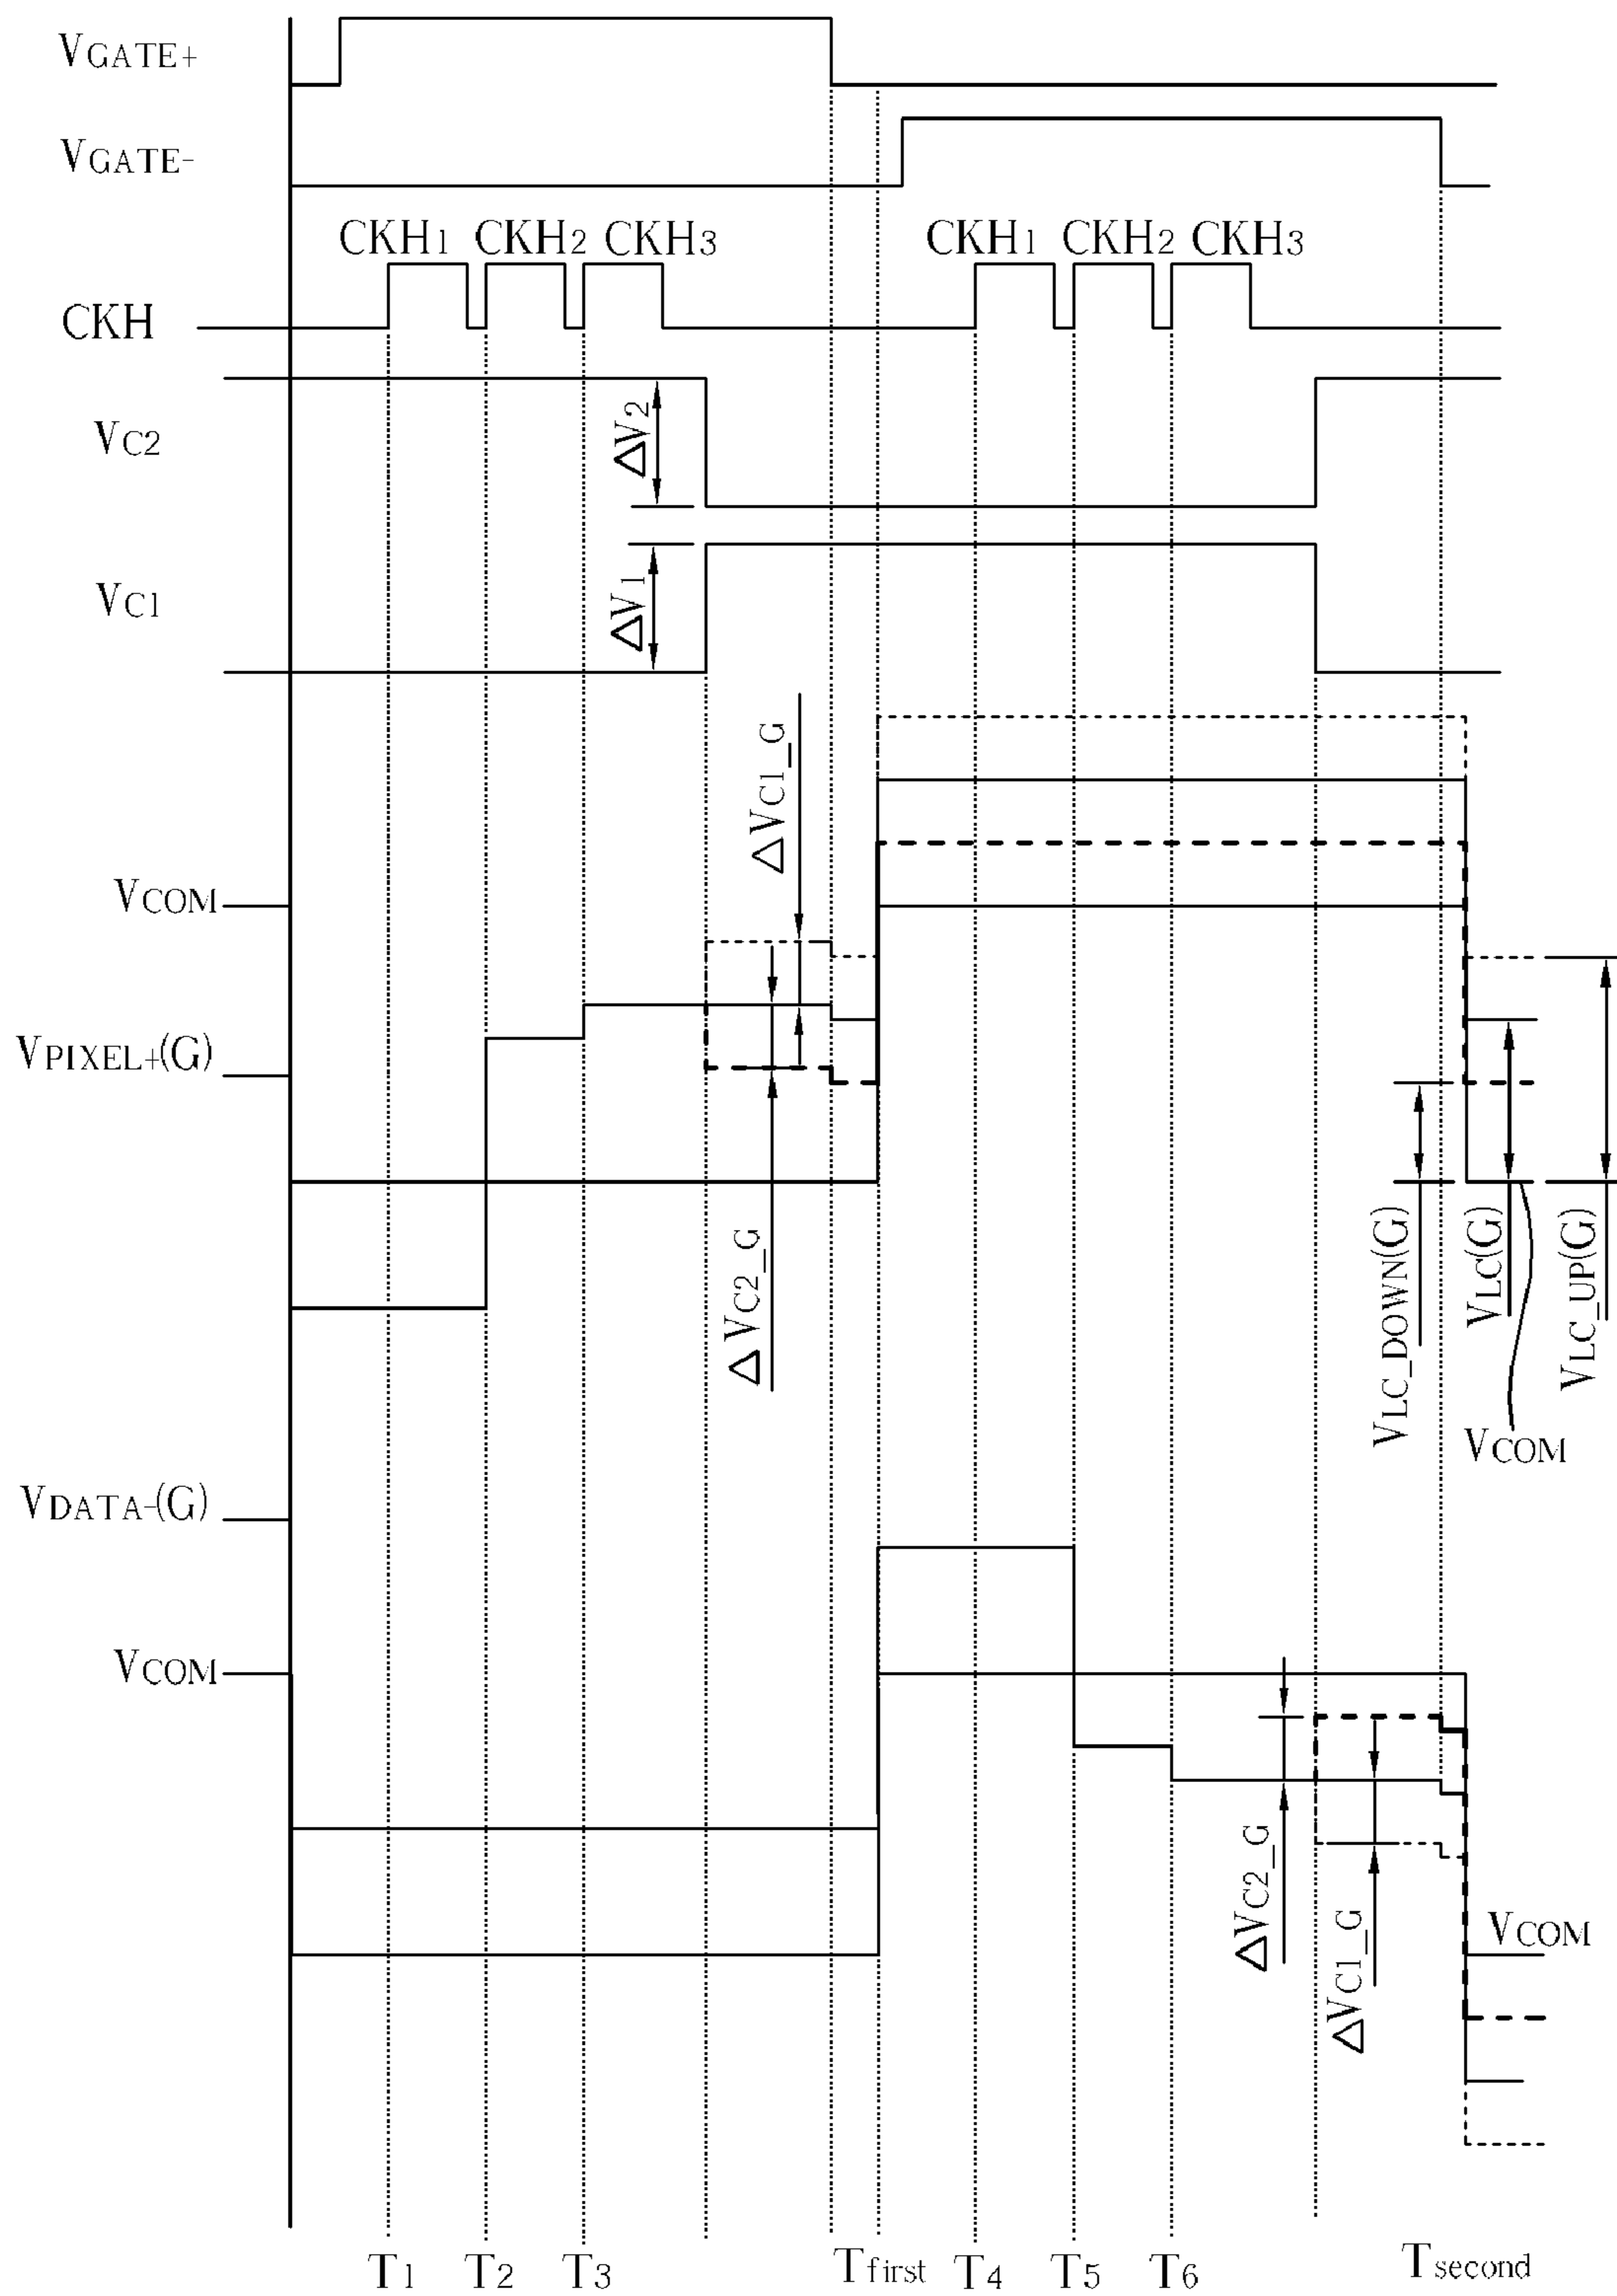 VGATE+
VGATE-
CKH1 CKH2 CKH3 CKH1 CKH2 CKH3
CKH
VC2
ΔV2
VC1
ΔV1
ΔVC1_G
VCOM
VPIXEL+(G)
ΔVC2_G
VLC_DOWN(G)
VLC(G)
VLC_UP(G)
VCOM
VDATA-(G)
VCOM
ΔVC2_G
ΔVC1_G
VCOM
T1 T2 T3 Tfirst T4 T5 T6 Tsecond